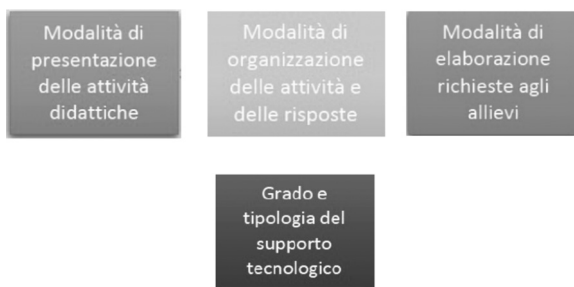 Modalità di
presentazione
delle attività
didattiche
Modalità di
organizzazione
delle attività e
delle risposte
Modalità di
elaborazione
richieste agli
allievi
Grado e
tipologia del
supporto
tecnologico